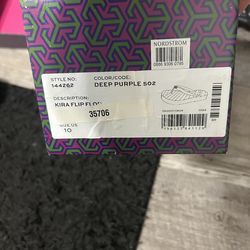 NORDSTROM
STYLE NO:
144262
COLOR/CODE:
DEEP PURPLE 502
DESCRIPTION:
KIRA FLIP FLO
35706
SIZE US
10